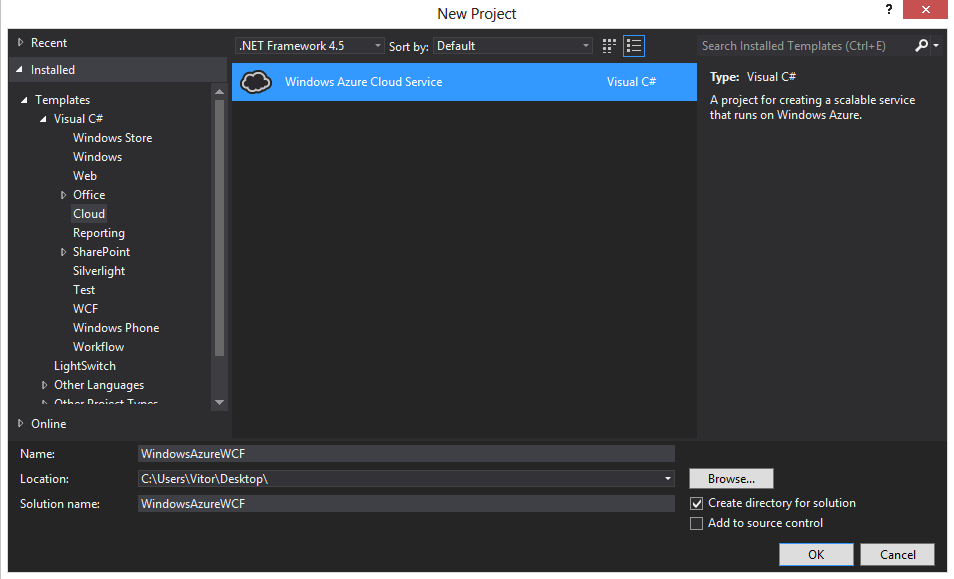 New Project
?
Recent
Installed
Templates
Visual C#
Windows Store
Windows
Web
Office
Cloud
Reporting
SharePoint
Silverlight
Test
WCF
Windows Phone
Workflow
LightSwitch
Other Languages
Other Project Types
Online
.NET Framework 4.5 Sort by: Default
Windows Azure Cloud Service Visual C#
Search Installed Templates (Ctrl+E)
Type: Visual C#
A project for creating a scalable service
that runs on Windows Azure.
Name: WindowsAzureWCF
Location: C:\Users\Vitor\Desktop\ Browse...
Solution name: WindowsAzureWCF
Create directory for solution
Add to source control
OK Cancel